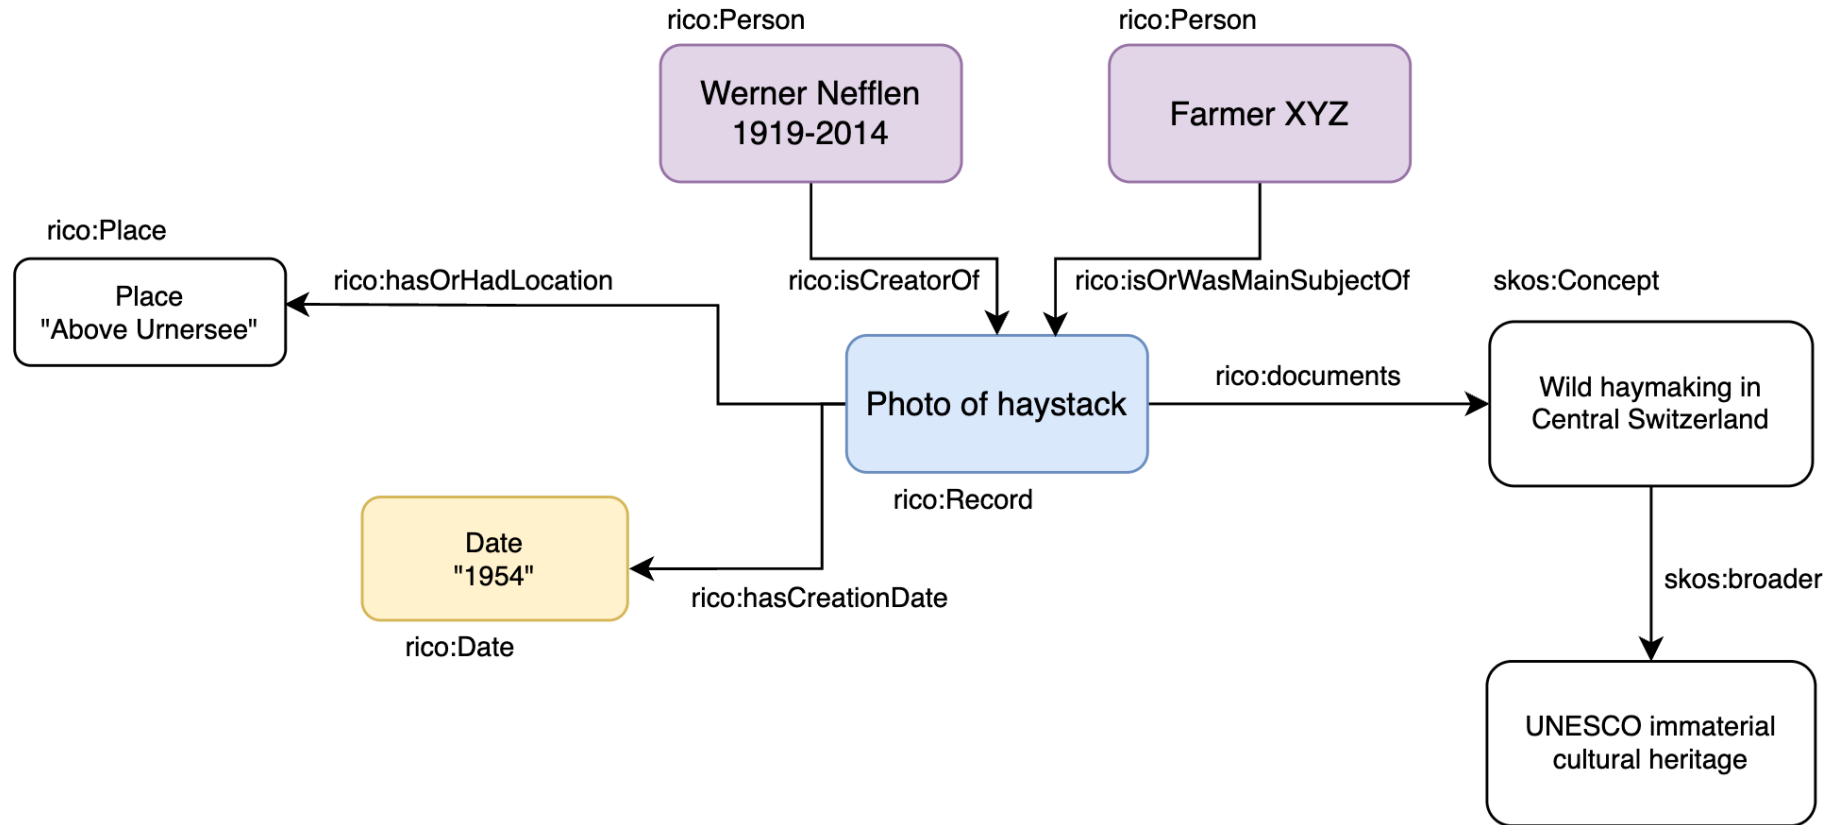 rico:Person
rico:Person
Werner Nefflen
1919-2014
Farmer XYZ
rico:Place
Place
"Above Urnersee"
rico:hasOrHadLocation
rico:isCreatorOf
rico:isOrWasMainSubjectOf
skos:Concept
Photo of haystack
rico:Record
rico:documents
Wild haymaking in
Central Switzerland
Date
"1954"
rico:hasCreationDate
rico:Date
skos:broader
UNESCO immaterial
cultural heritage